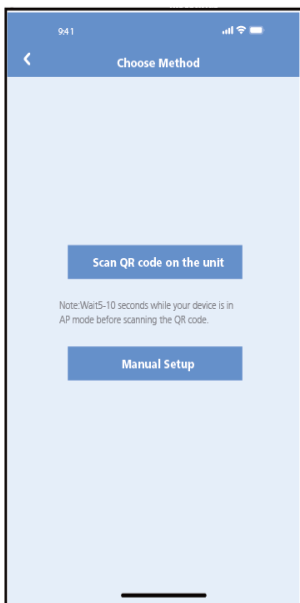 9:41
Choose Method
Scan QR code on the unit
Note:Wait5-10 seconds while your device is in
AP mode before scanning the QR code.
Manual Setup